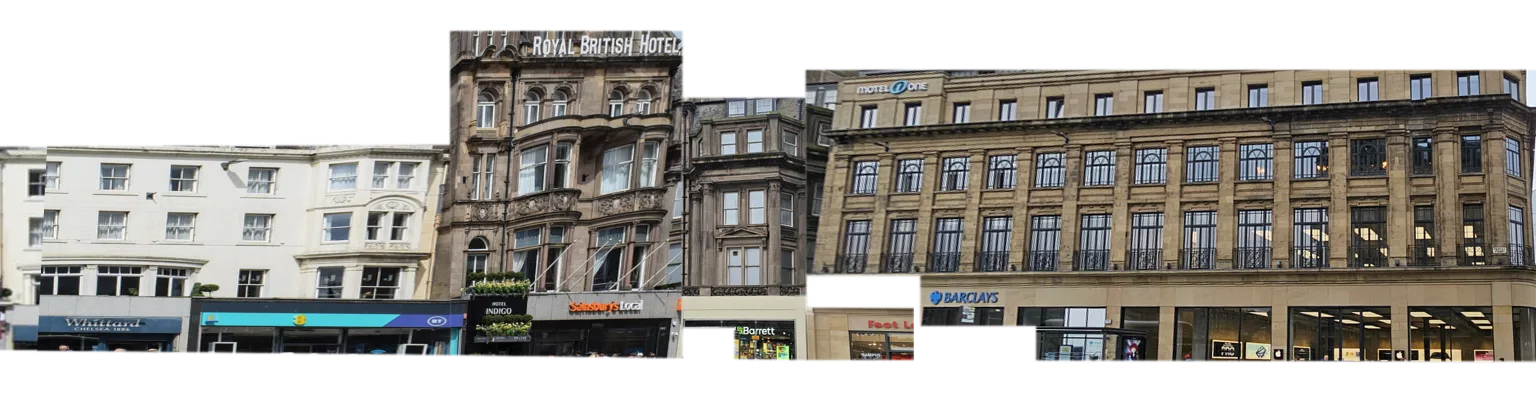 ROYAL BRITISH HOTEL
MOTEL ONE
Whittard
CHELSEA 1886
BT
HOTEL
INDIGO
Sainsbury's Local
Barrett
Foot L
BARCLAYS